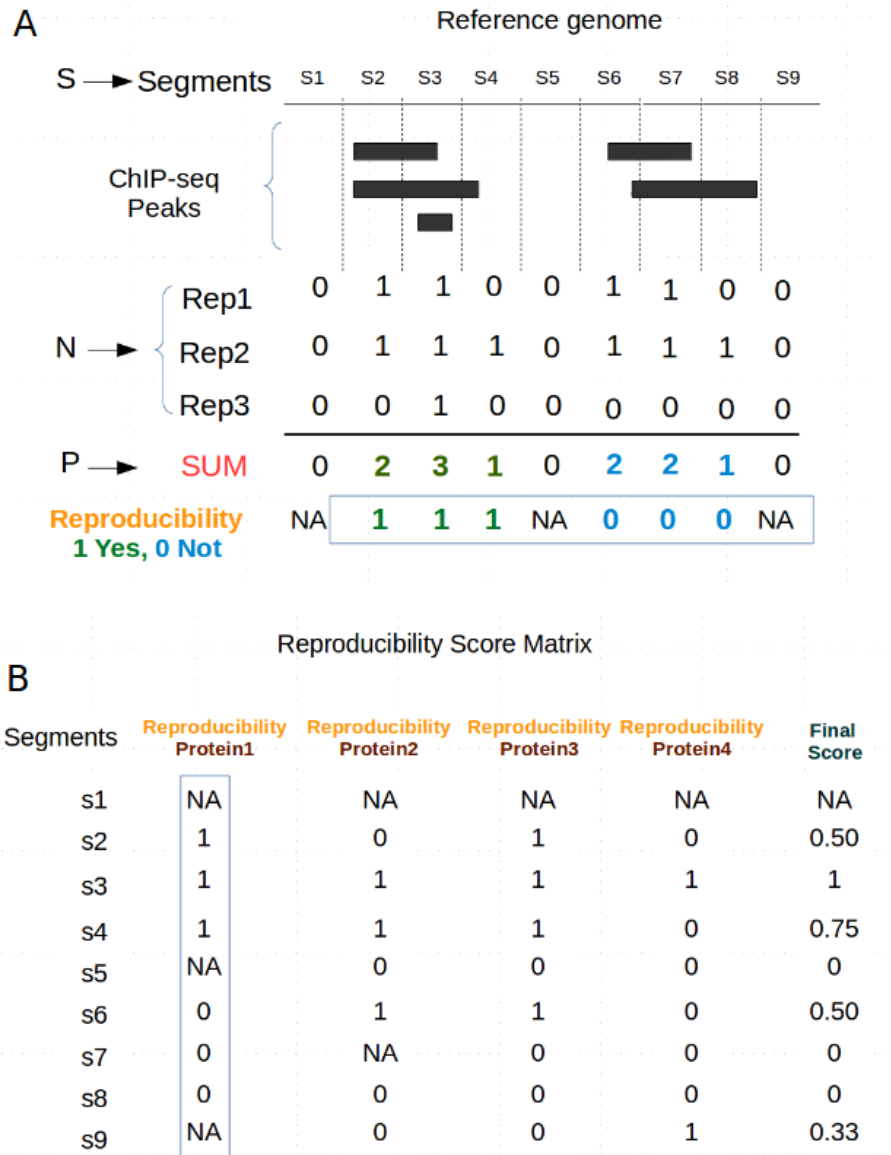 A
Reference genome
S Segments S1 S2 S3 S4 S5 S6 S7 S8 S9
ChIP-seq
Peaks
Rep1 0 1 1 0 0 1 1 0 0
N Rep2 0 1 1 1 0 1 1 1 0
Rep3 0 0 1 0 0 0 0 0 0
P SUM 0 2 3 1 0 2 2 1 0
Reproducibility NA 1 1 1 NA 0 0 0 NA
1 Yes, 0 Not
Reproducibility Score Matrix
B
Segments Reproducibility Reproducibility Reproducibility Reproducibility Final
Protein1 Protein2 Protein3 Protein4 Score
s1 NA NA NA NA NA
s2 1 0 1 0 0.50
s3 1 1 1 1 1
s4 1 1 1 0 0.75
s5 NA 0 0 0 0
s6 0 1 1 0 0.50
s7 0 NA 0 0 0
s8 0 0 0 0 0
s9 NA 0 0 1 0.33